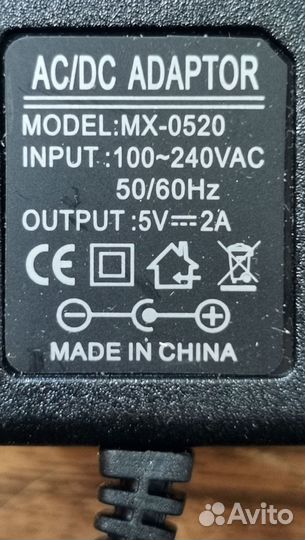 AC/DC ADAPTOR
MODEL:MX-0520
INPUT :100~240VAC
50/60Hz
OUTPUT :5V⎓2A
CE
MADE IN CHINA
Avito